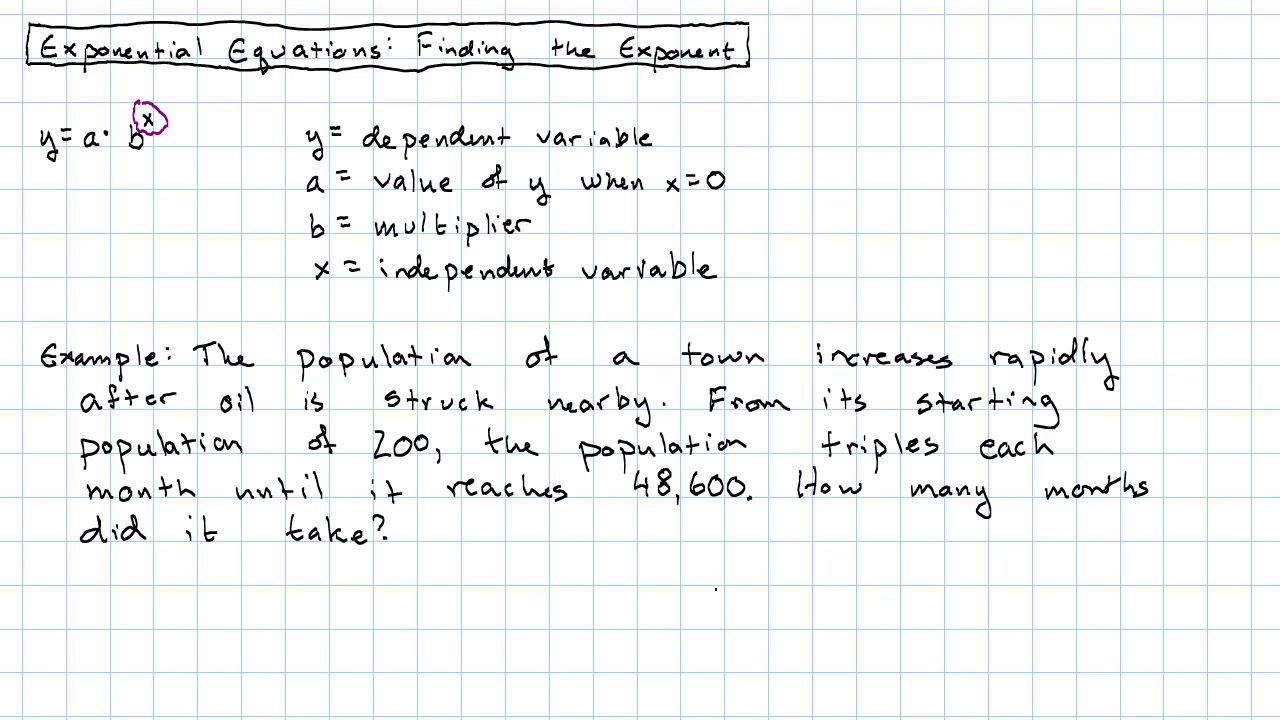 Exponential Equations: Finding the Exponent
y = a · b^x
y = dependent variable
a = value of y when x = 0
b = multiplier
x = independent varvable
Example: The population of a town increases rapidly
after oil is struck nearby. From its starting
population of 200, the population triples each
month until it reaches 48,600. How many months
did it take?